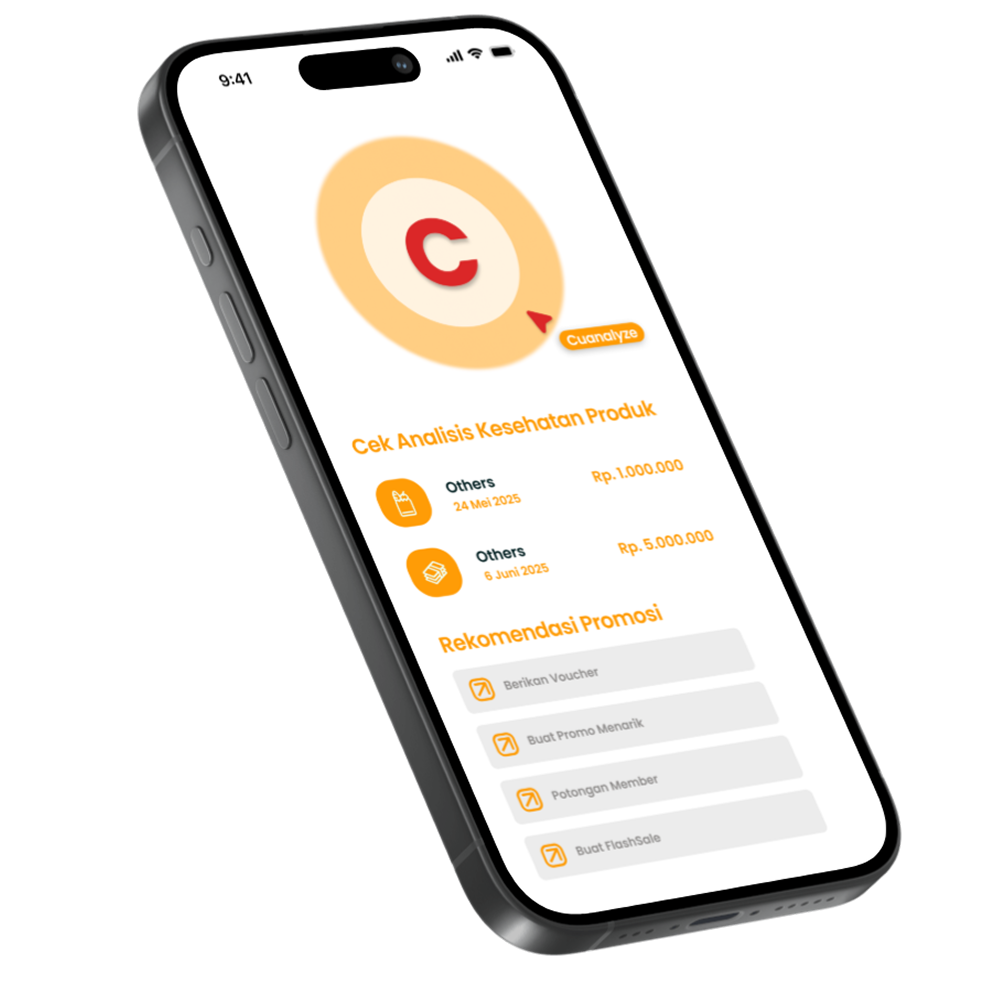 9:41
C
Cuanalyze
Cek Analisis Kesehatan Produk
Others
Rp. 1.000.000
24 Mei 2025
Others
Rp. 5.000.000
6 Juni 2025
Rekomendasi Promosi
Berikan Voucher
Buat Promo Menarik
Potongan Member
Buat FlashSale